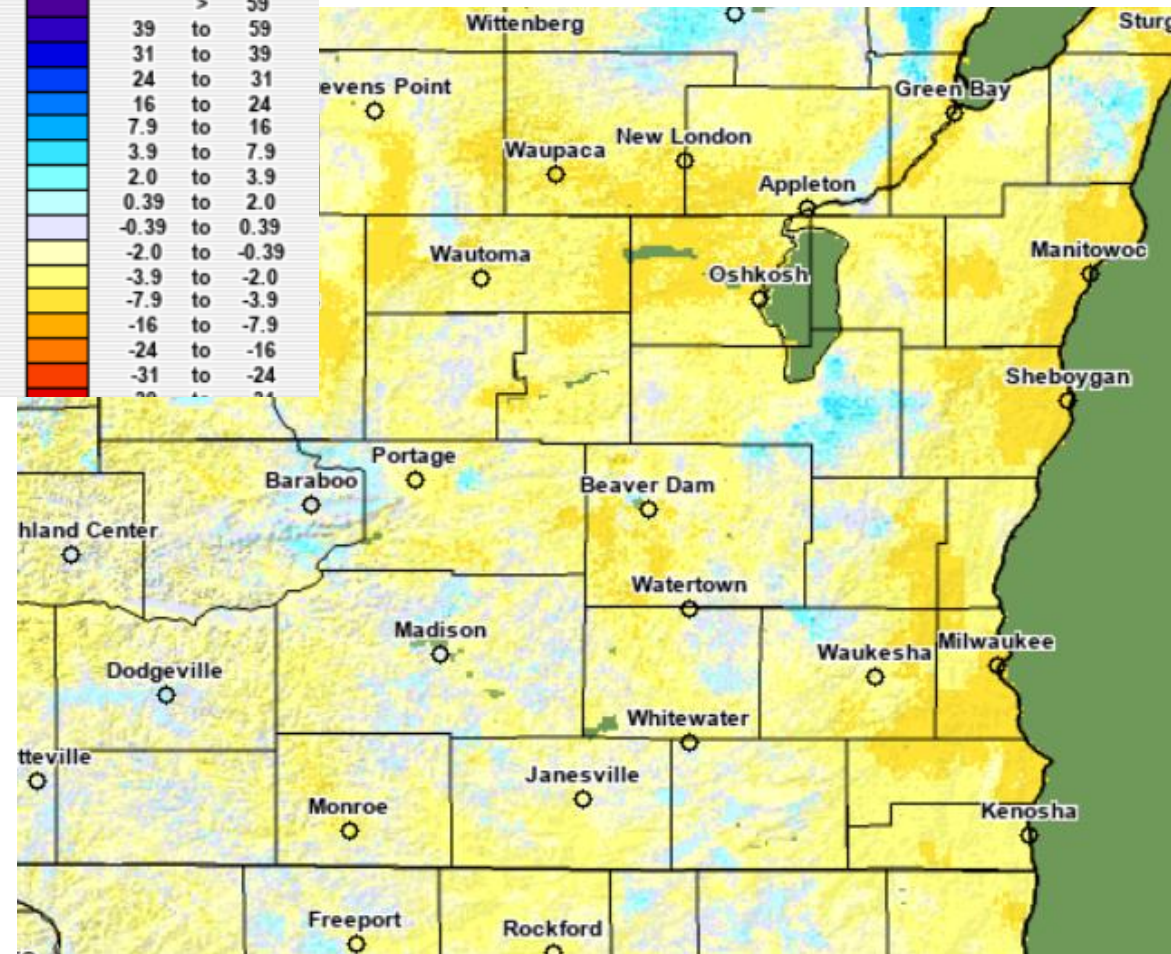 > 59
39 to 59
31 to 39
24 to 31
16 to 24
7.9 to 16
3.9 to 7.9
2.0 to 3.9
0.39 to 2.0
-0.39 to 0.39
-2.0 to -0.39
-3.9 to -2.0
-7.9 to -3.9
-16 to -7.9
-24 to -16
-31 to -24
Wittenberg
Sturg
evens Point
Green Bay
New London
Waupaca
Appleton
Wautoma
Manitowoc
Oshkosh
Sheboygan
Portage
Baraboo
Beaver Dam
hland Center
Watertown
Madison
Milwaukee
Waukesha
Dodgeville
Whitewater
tteville
Janesville
Monroe
Kenosha
Freeport
Rockford